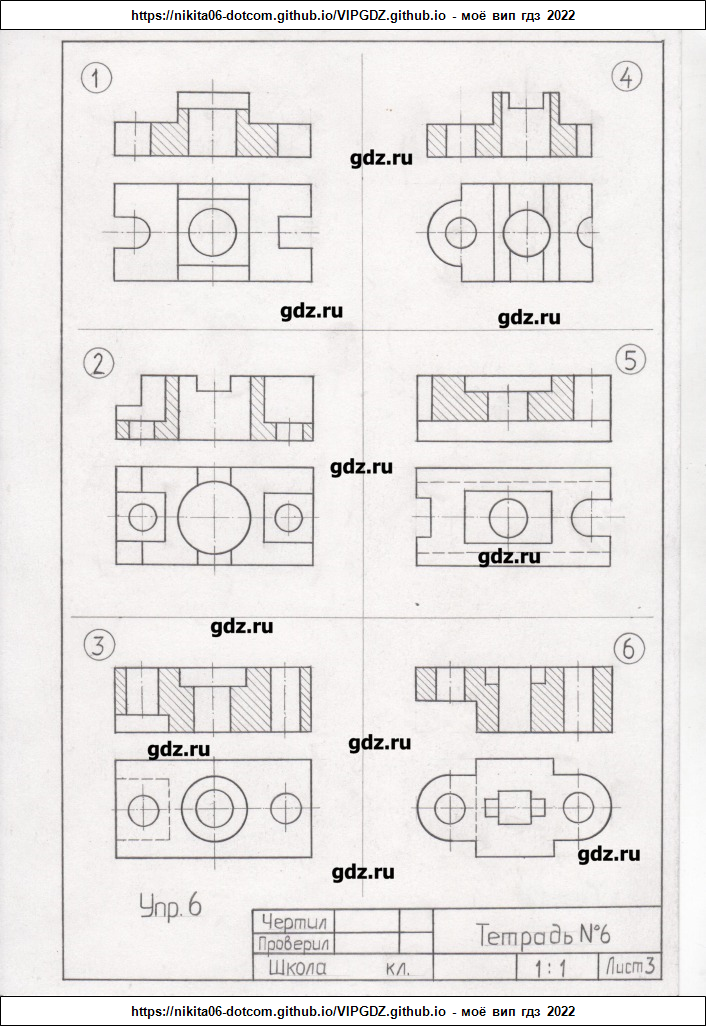 https://nikita06-dotcom.github.io/VIPGDZ.github.io - моё вип гдз 2022
1
4
gdz.ru
gdz.ru
gdz.ru
2
5
gdz.ru
gdz.ru
gdz.ru
3
6
gdz.ru
gdz.ru
gdz.ru
gdz.ru
Упр. 6
Чертил
Проверил
Тетрадь №6
Школа кл.
1:1
Лист 3
https://nikita06-dotcom.github.io/VIPGDZ.github.io - моё вип гдз 2022